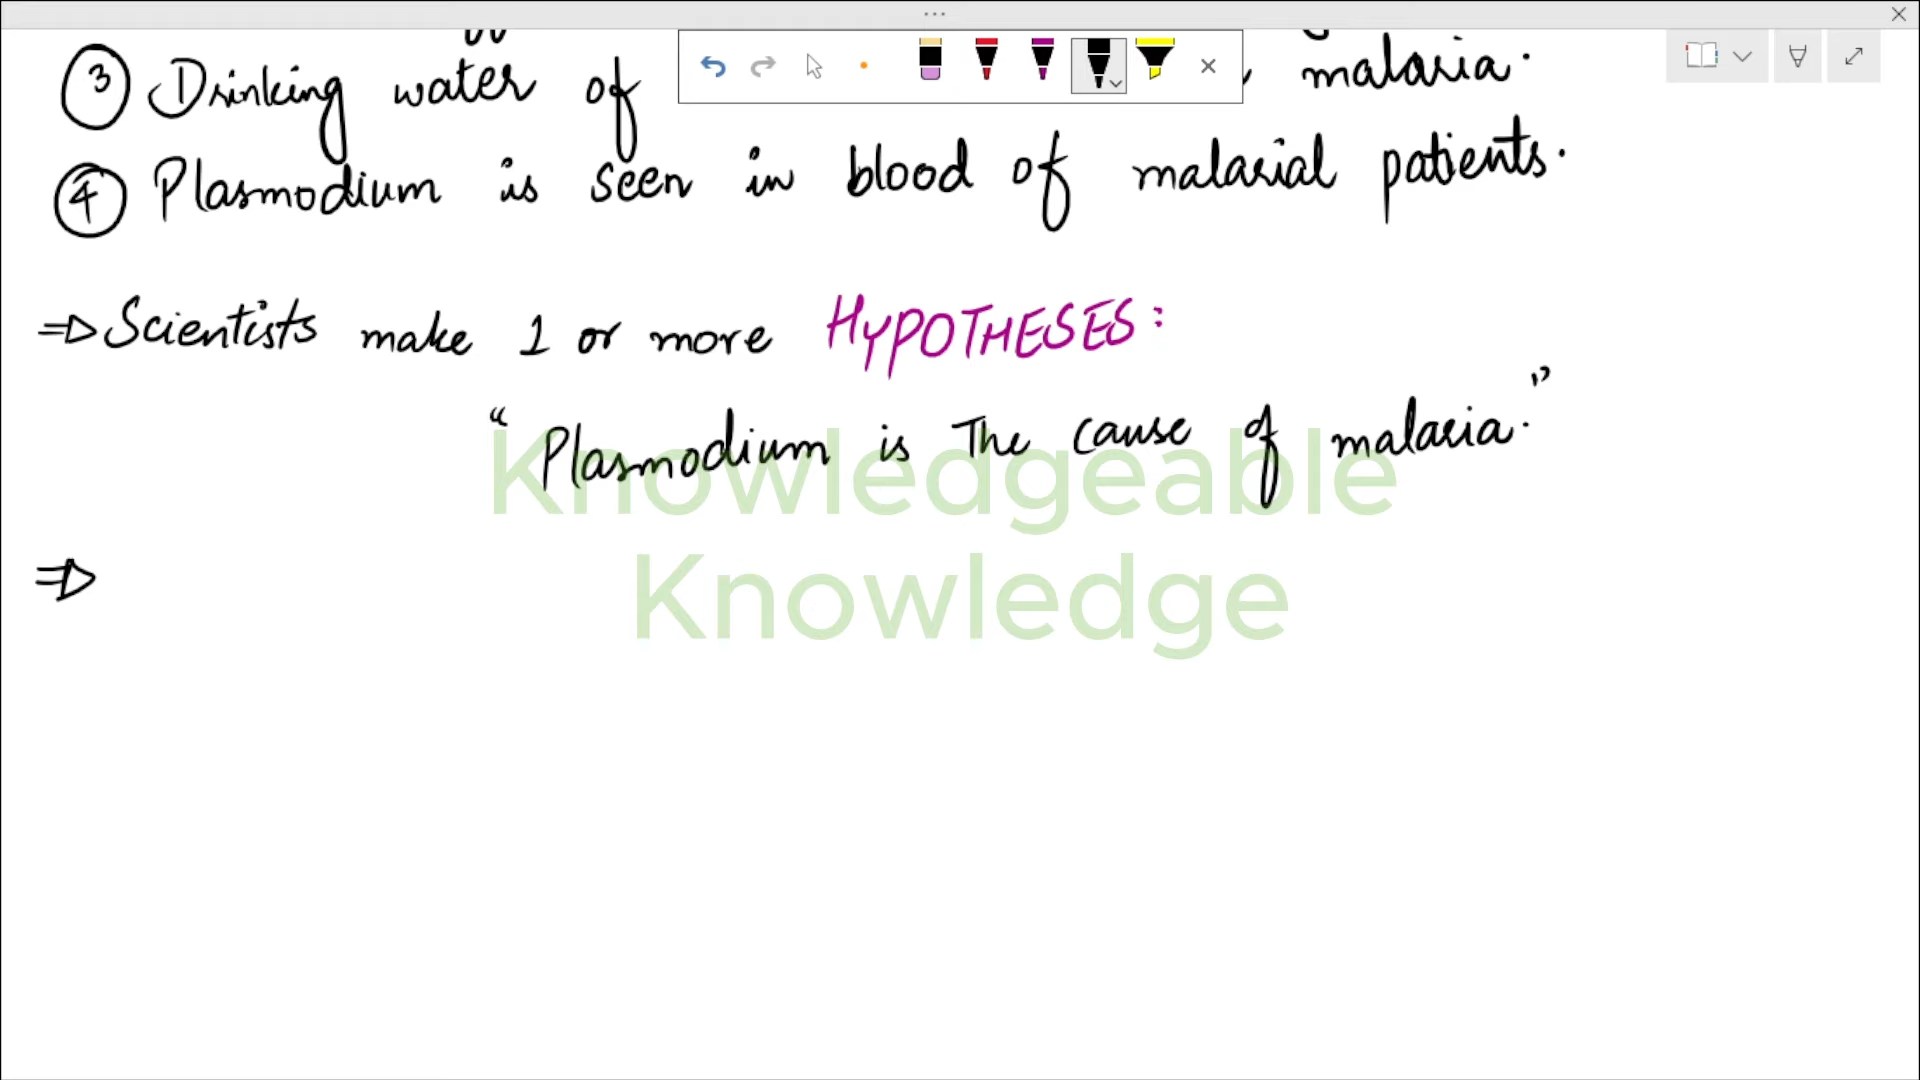 ③ Drinking water of malaria.
④ Plasmodium is seen in blood of malarial patients.
⇒ Scientists make 1 or more HYPOTHESES:
"Plasmodium is The cause of malaria."
Knowledgeable
Knowledge
⇒